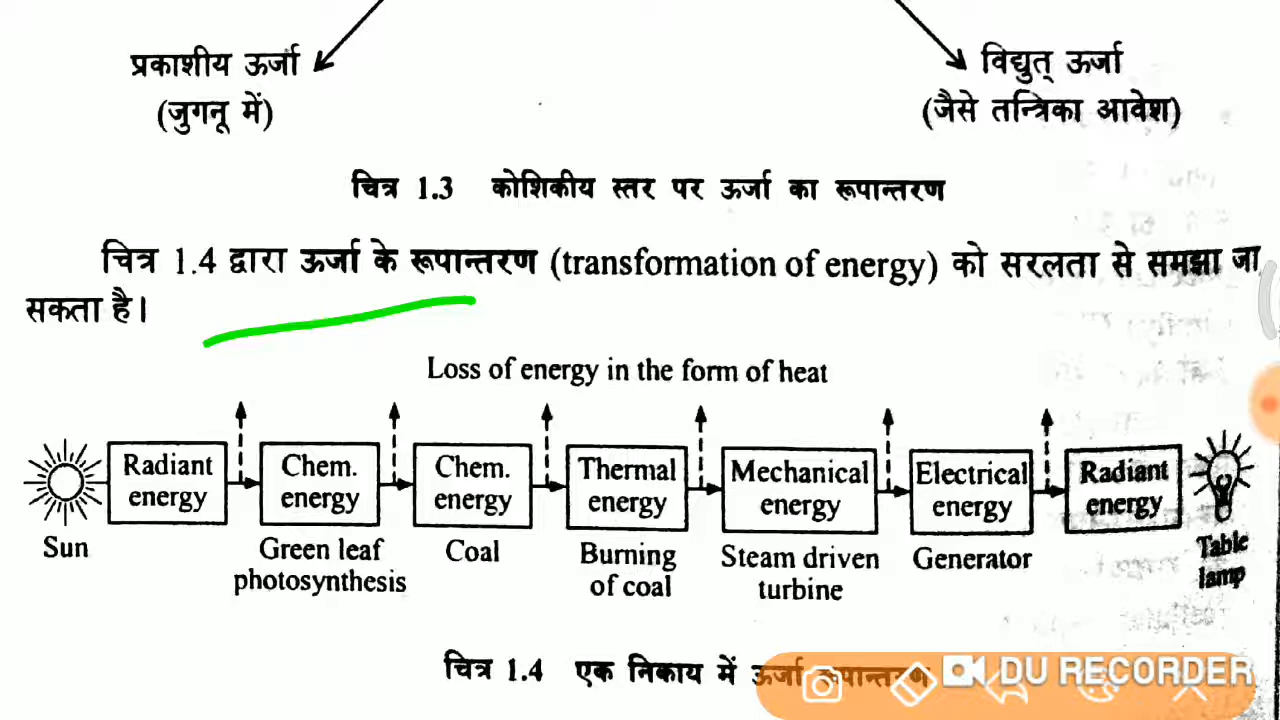 प्रकाशीय ऊर्जा
(जुगनू में)
विद्युत् ऊर्जा
(जैसे तन्त्रिका आवेश)
चित्र 1.3 कोशिकीय स्तर पर ऊर्जा का रूपान्तरण
चित्र 1.4 द्वारा ऊर्जा के रूपान्तरण (transformation of energy) को सरलता से समझा जा
सकता है।
Loss of energy in the form of heat
Radiant
energy
Chem.
energy
Chem.
energy
Thermal
energy
Mechanical
energy
Electrical
energy
Radiant
energy
Sun
Green leaf
photosynthesis
Coal
Burning
of coal
Steam driven
turbine
Generator
Table
lamp
चित्र 1.4 एक निकाय में ऊर्जा रूपान्तरण
DU RECORDER